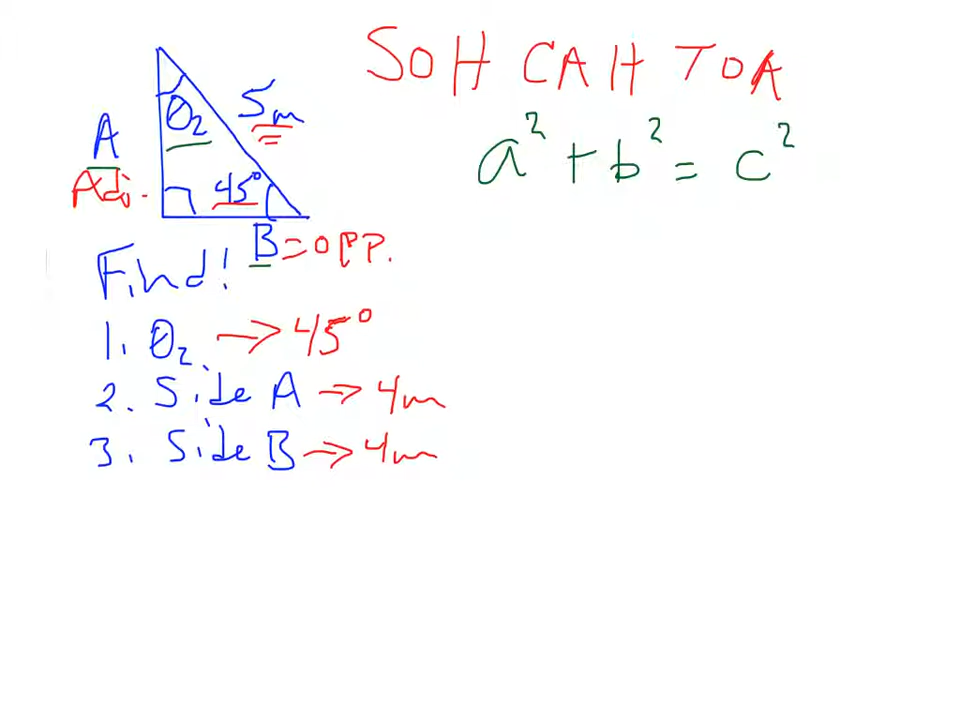 SOH CAH TOA
a² + b² = c²
5m
θ₂
A
Adj.
45°
B = OPP.
Find!
1. θ₂ → 45°
2. Side A → 4m
3. Side B → 4m